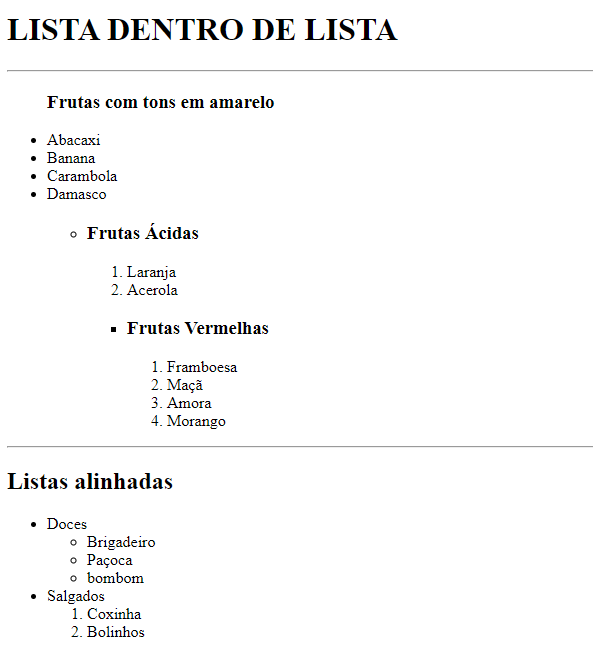 LISTA DENTRO DE LISTA
Frutas com tons em amarelo
Abacaxi
Banana
Carambola
Damasco
Frutas Ácidas
1. Laranja
2. Acerola
Frutas Vermelhas
1. Framboesa
2. Maçã
3. Amora
4. Morango
Listas alinhadas
Doces
Brigadeiro
Paçoca
bombom
Salgados
1. Coxinha
2. Bolinhos